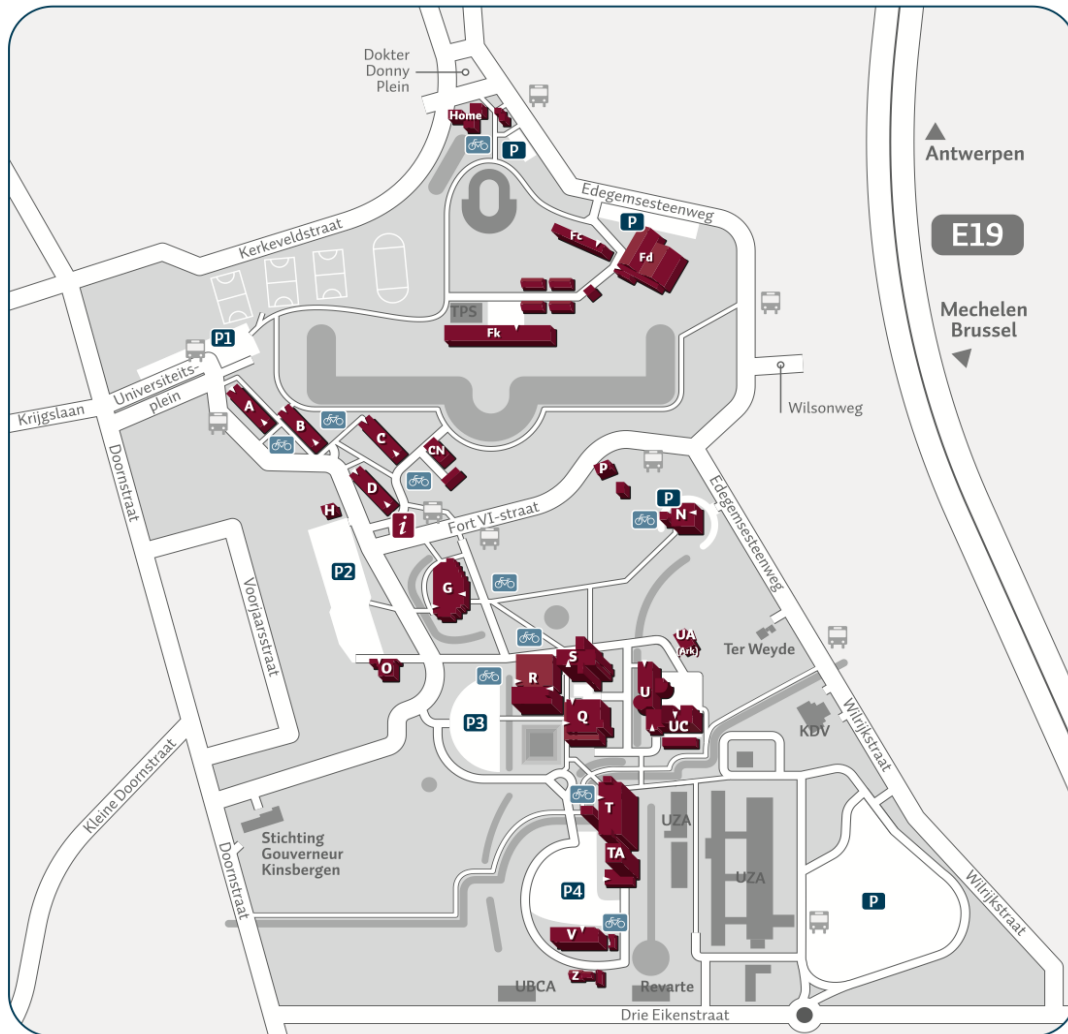 Dokter
Donny
Plein
Home
P
Antwerpen
Edegemsesteenweg
P
E19
Kerkeveldstraat
Fc
Fd
TPS
Fk
Mechelen
Brussel
P1
Universiteits-
plein
Krijgslaan
Wilsonweg
A
B
C
CN
D
H
i
P
P
N
Fort VI-straat
Edegemsesteenweg
Doornstraat
P2
G
Voorjaarsstraat
UA
(Ark)
Ter Weyde
O
R
S
U
Q
UC
P3
KDV
Wilrijkstraat
Kleine Doornstraat
Stichting
Gouverneur
Kinsbergen
T
TA
UZA
UZA
Doornstraat
P4
P
Wilrijkstraat
V
Z
UBCA
Revarte
Drie Eikenstraat